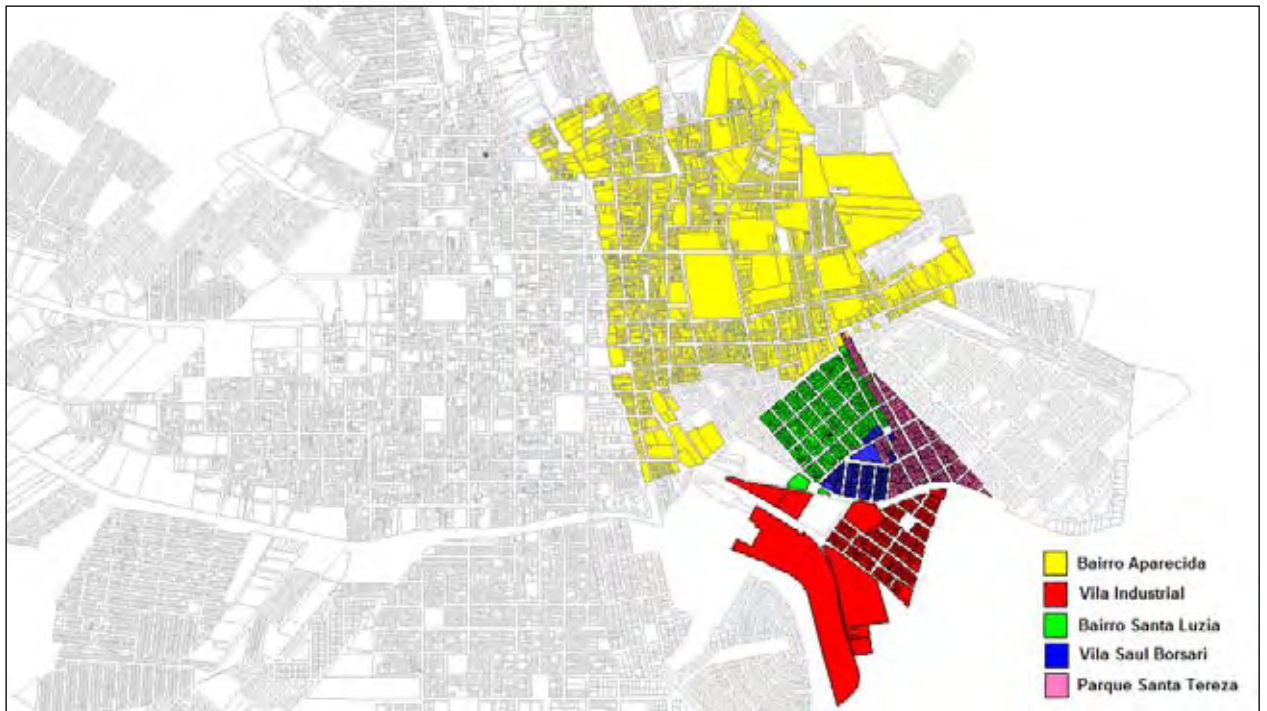 Bairro Aparecida
Vila Industrial
Bairro Santa Luzia
Vila Saul Borsari
Parque Santa Tereza